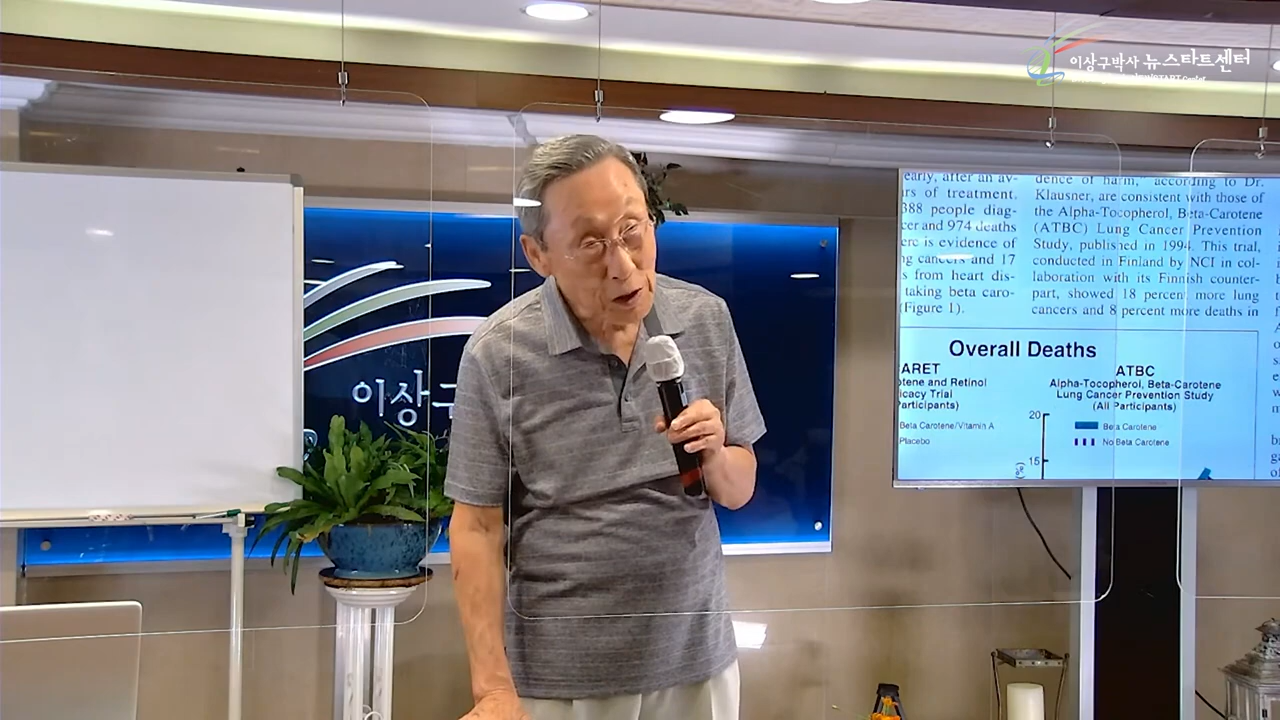 이상구박사 뉴스타트센터
Center
이상구
early, after an av-
rs of treatment.
388 people diag-
cer and 974 deaths
ere is evidence of
ng cancers and 17
s from heart dis-
taking beta caro-
(Figure 1).
dence of harm," according to Dr.
Klausner, are consistent with those of
the Alpha-Tocopherol, Beta-Carotene
(ATBC) Lung Cancer Prevention
Study, published in 1994. This trial,
conducted in Finland by NCI in col-
laboration with its Finnish counter-
part, showed 18 percent more lung
cancers and 8 percent more deaths in
Overall Deaths
ARET
otene and Retinol
icacy Trial
Participants)
Beta Carotene/Vitamin A
Placebo
ATBC
Alpha-Tocopherol, Beta-Carotene
Lung Cancer Prevention Study
(All Participants)
20
Beta Carotene
No Beta Carotene
15